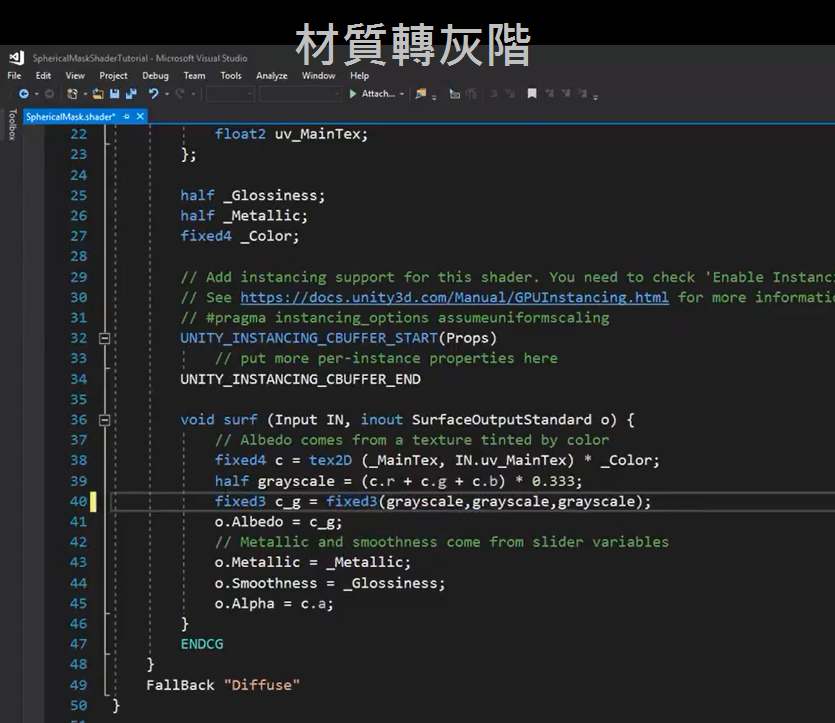 材質轉灰階
SphericalMaskShaderTutorial - Microsoft Visual Studio
File Edit View Project Debug Team Tools Analyze Window Help
Attach...
Toolbox
SphericalMask.shader*
22 float2 uv_MainTex;
23 };
24
25 half _Glossiness;
26 half _Metallic;
27 fixed4 _Color;
28
29 // Add instancing support for this shader. You need to check 'Enable Instanc
30 // See https://docs.unity3d.com/Manual/GPUInstancing.html for more informatio
31 // #pragma instancing_options assumeuniformscaling
32 UNITY_INSTANCING_CBUFFER_START(Props)
33 // put more per-instance properties here
34 UNITY_INSTANCING_CBUFFER_END
35
36 void surf (Input IN, inout SurfaceOutputStandard o) {
37 // Albedo comes from a texture tinted by color
38 fixed4 c = tex2D (_MainTex, IN.uv_MainTex) * _Color;
39 half grayscale = (c.r + c.g + c.b) * 0.333;
40 fixed3 c_g = fixed3(grayscale,grayscale,grayscale);
41 o.Albedo = c_g;
42 // Metallic and smoothness come from slider variables
43 o.Metallic = _Metallic;
44 o.Smoothness = _Glossiness;
45 o.Alpha = c.a;
46 }
47 ENDCG
48 }
49 FallBack "Diffuse"
50 }